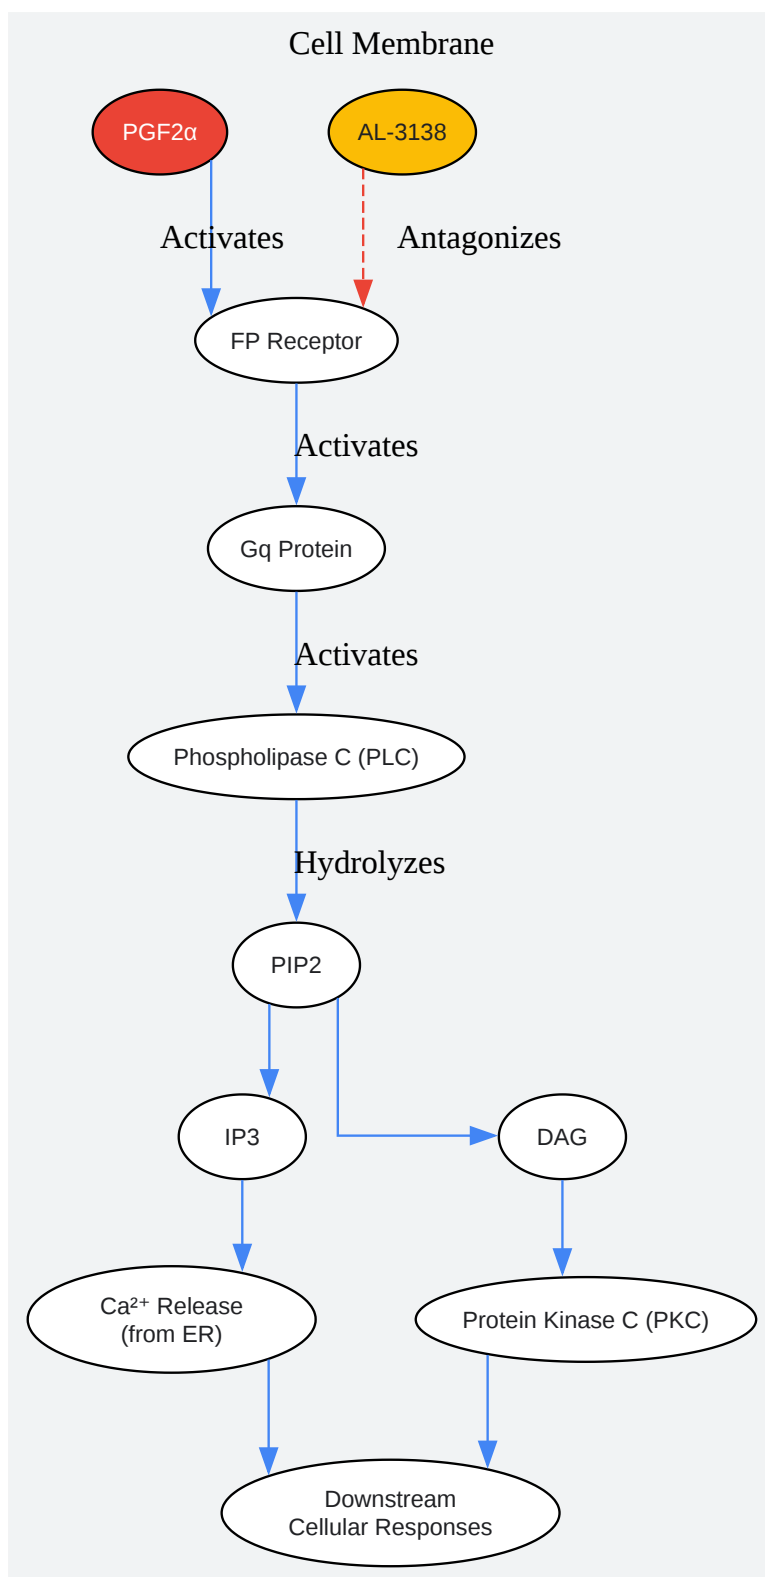 Cell Membrane
PGF2α
AL-3138
Activates
Antagonizes
FP Receptor
Activates
Gq Protein
Activates
Phospholipase C (PLC)
Hydrolyzes
PIP2
IP3
DAG
Ca²⁺ Release
(from ER)
Protein Kinase C (PKC)
Downstream
Cellular Responses